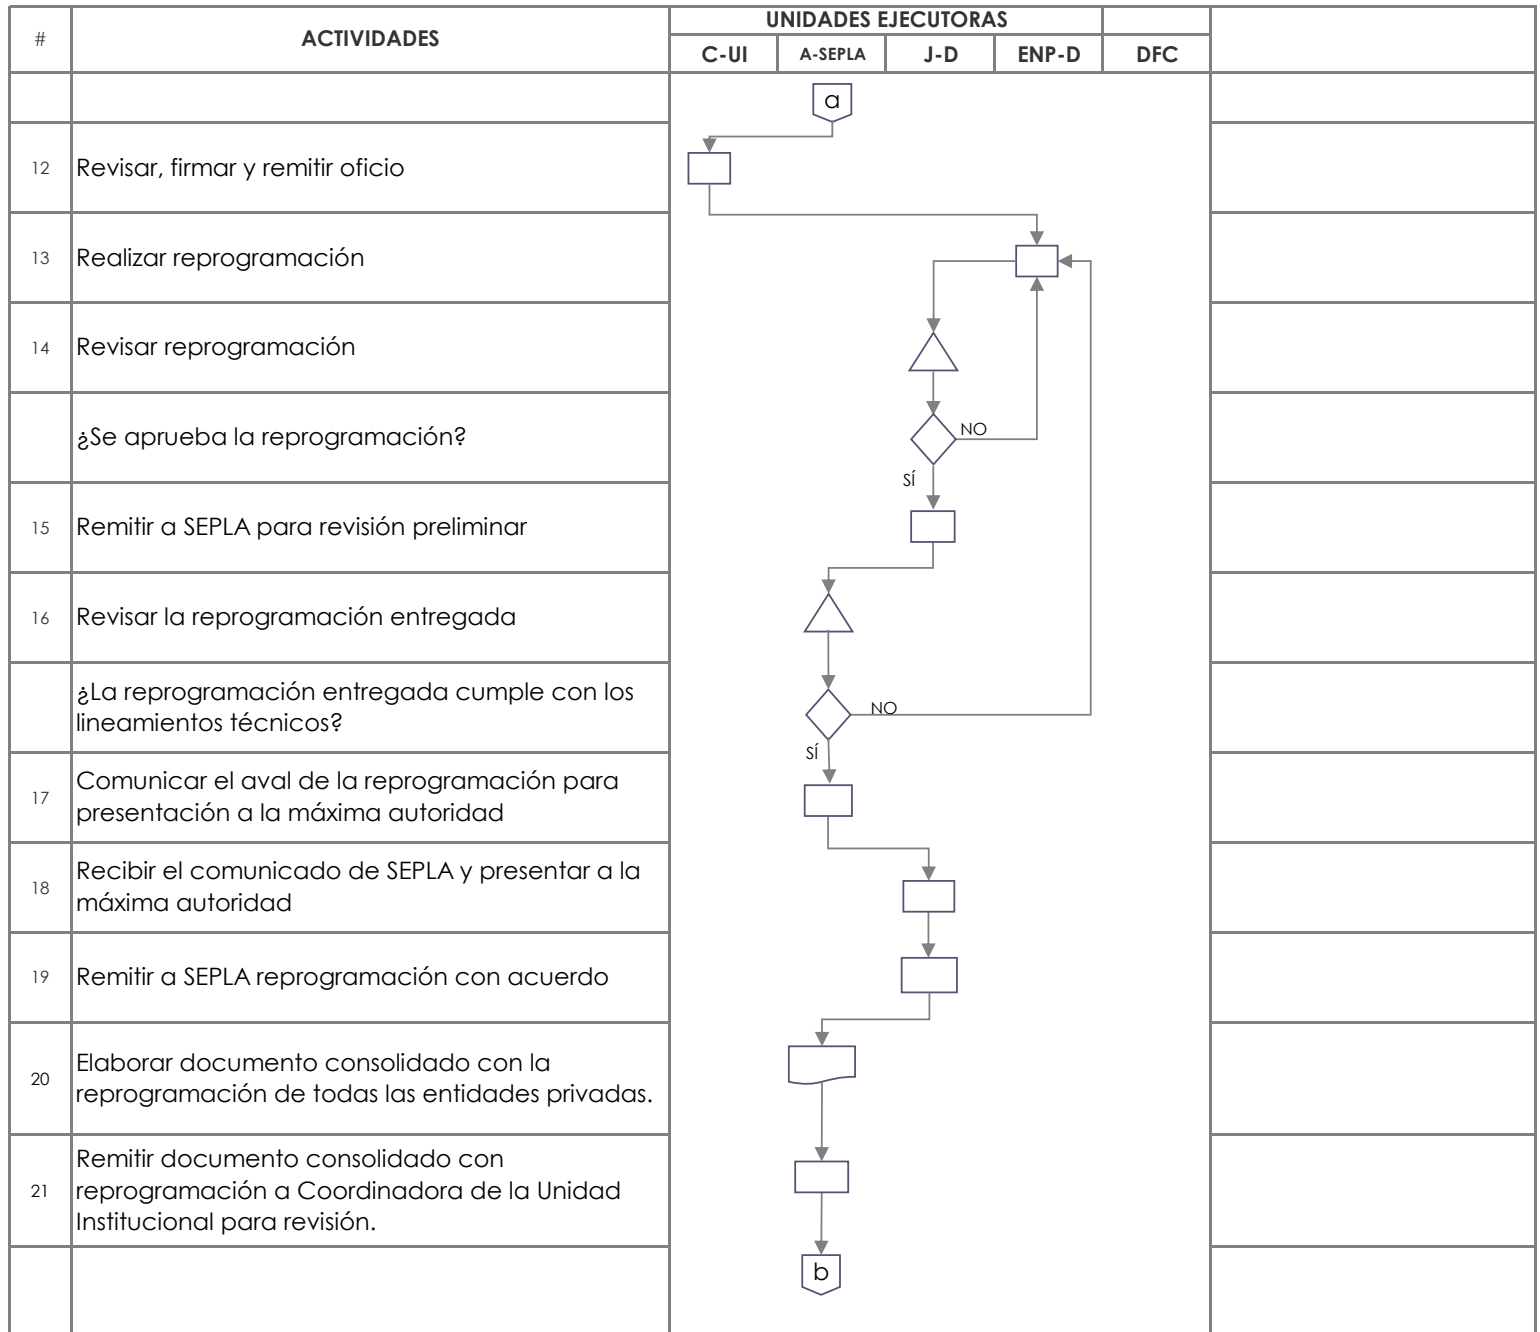 #
ACTIVIDADES
UNIDADES EJECUTORAS
C-UI
A-SEPLA
J-D
ENP-D
DFC
a
12
Revisar, firmar y remitir oficio
13
Realizar reprogramación
14
Revisar reprogramación
¿Se aprueba la reprogramación?
NO
SÍ
15
Remitir a SEPLA para revisión preliminar
16
Revisar la reprogramación entregada
¿La reprogramación entregada cumple con los
lineamientos técnicos?
NO
SÍ
17
Comunicar el aval de la reprogramación para
presentación a la máxima autoridad
18
Recibir el comunicado de SEPLA y presentar a la
máxima autoridad
19
Remitir a SEPLA reprogramación con acuerdo
20
Elaborar documento consolidado con la
reprogramación de todas las entidades privadas.
21
Remitir documento consolidado con
reprogramación a Coordinadora de la Unidad
Institucional para revisión.
b